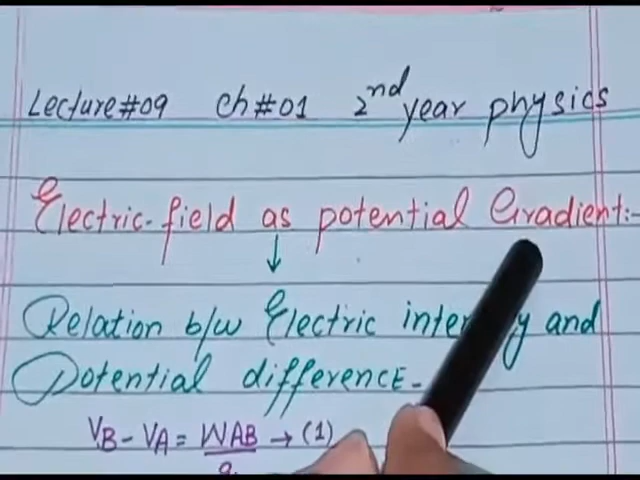 Lecture#09 Ch#01 2nd year physics
Electric field as potential Gradient:-
↓
Relation b/w Electric and
Potential difference.
VB - VA = WAB → (1)
q.